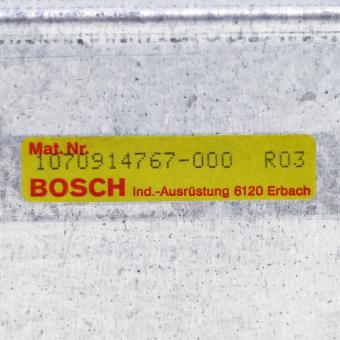 Mat.Nr.
1070914767-000 R03
BOSCH Ind.-Ausrüstung 6120 Erbach